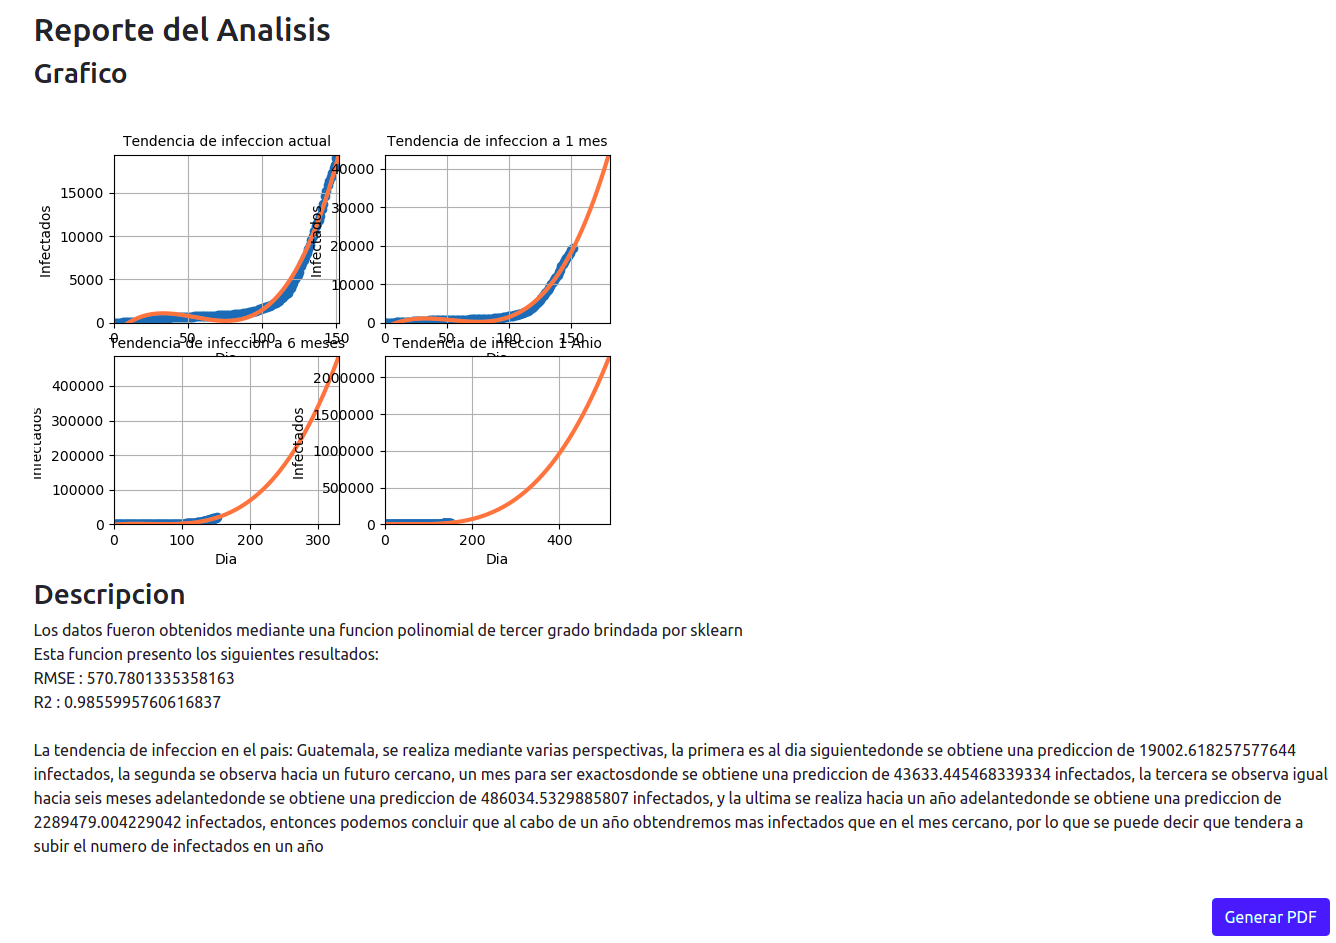 Reporte del Analisis
Grafico
Tendencia de infeccion actual
Infectados
15000
10000
5000
0
0 50 100 150
Dia
Tendencia de infeccion a 1 mes
Infectados
40000
30000
20000
10000
0
0 50 100 150
Dia
Tendencia de infeccion a 6 meses
Infectados
400000
300000
200000
100000
0
0 100 200 300
Dia
Tendencia de infeccion 1 Anio
Infectados
2000000
1500000
1000000
500000
0
0 200 400
Dia
Descripcion
Los datos fueron obtenidos mediante una funcion polinomial de tercer grado brindada por sklearn
Esta funcion presento los siguientes resultados:
RMSE : 570.7801335358163
R2 : 0.9855995760616837
La tendencia de infeccion en el pais: Guatemala, se realiza mediante varias perspectivas, la primera es al dia siguientedonde se obtiene una prediccion de 19002.618257577644
infectados, la segunda se observa hacia un futuro cercano, un mes para ser exactosdonde se obtiene una prediccion de 43633.445468339334 infectados, la tercera se observa igual
hacia seis meses adelantedonde se obtiene una prediccion de 486034.5329885807 infectados, y la ultima se realiza hacia un año adelantedonde se obtiene una prediccion de
2289479.004229042 infectados, entonces podemos concluir que al cabo de un año obtendremos mas infectados que en el mes cercano, por lo que se puede decir que tendera a
subir el numero de infectados en un año
Generar PDF